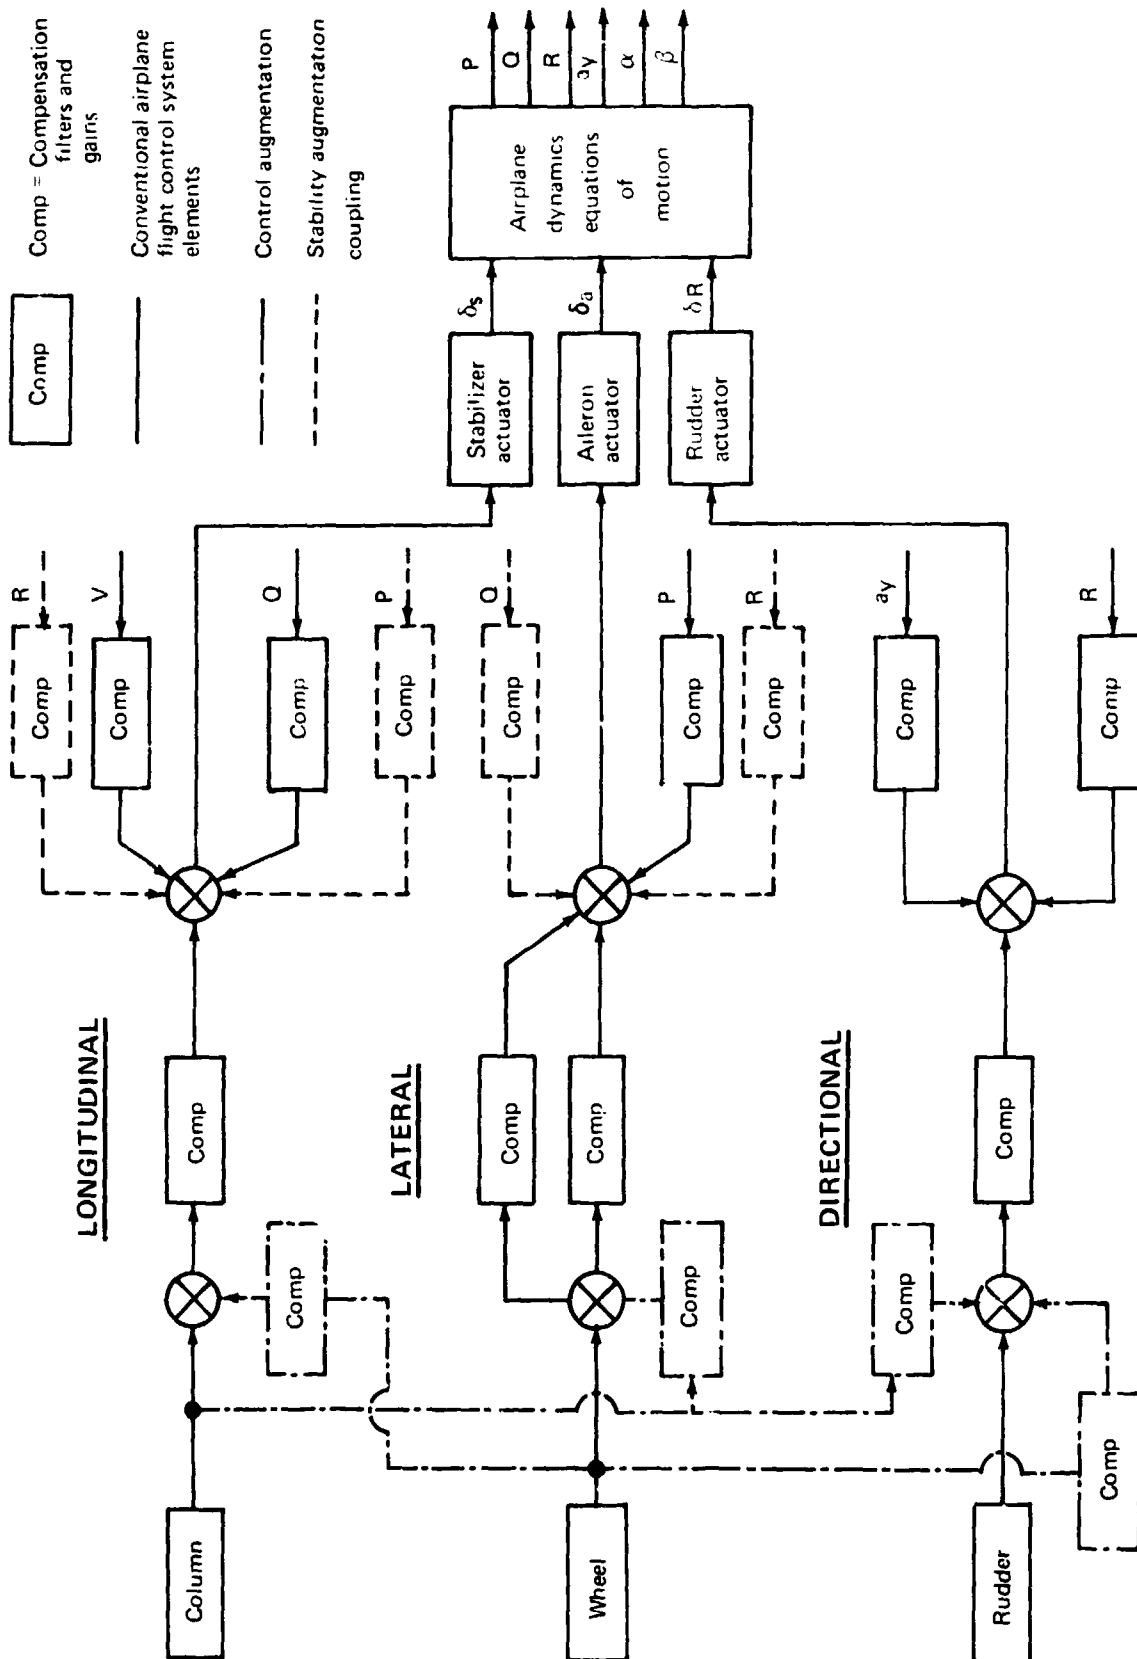 Comp
Comp = Compensation
filters and
gains
Conventional airplane
flight control system
elements
Control augmentation
Stability augmentation
coupling
LONGITUDINAL
Column
Comp
Comp
R
Comp
V
Comp
Q
Comp
P
Comp
Stabilizer
actuator
δs
LATERAL
Wheel
Comp
Comp
Comp
Q
Comp
P
Comp
R
Comp
Aileron
actuator
δa
DIRECTIONAL
Rudder
Comp
Comp
Comp
ay
Comp
R
Comp
Rudder
actuator
δR
Airplane
dynamics
equations
of
motion
P
Q
R
ay
α
β